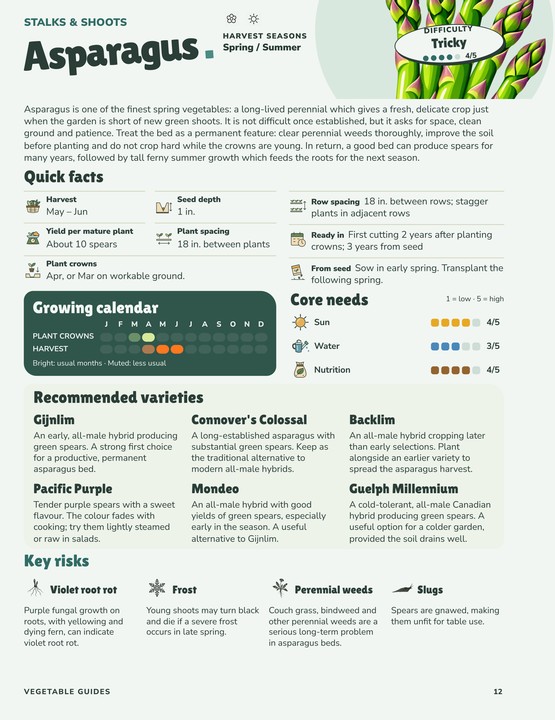 STALKS & SHOOTS
Asparagus.
HARVEST SEASONS
Spring / Summer
DIFFICULTY
Tricky
4/5
Asparagus is one of the finest spring vegetables: a long-lived perennial which gives a fresh, delicate crop just
when the garden is short of new green shoots. It is not difficult once established, but it asks for space, clean
ground and patience. Treat the bed as a permanent feature: clear perennial weeds thoroughly, improve the soil
before planting and do not crop hard while the crowns are young. In return, a good bed can produce spears for
many years, followed by tall ferny summer growth which feeds the roots for the next season.
Quick facts
Harvest
May – Jun
Seed depth
1 in.
Yield per mature plant
About 10 spears
Plant spacing
18 in. between plants
Plant crowns
Apr, or Mar on workable ground.
Row spacing 18 in. between rows; stagger
plants in adjacent rows
Ready in First cutting 2 years after planting
crowns; 3 years from seed
From seed Sow in early spring. Transplant the
following spring.
Growing calendar
J F M A M J J A S O N D
PLANT CROWNS
HARVEST
Bright: usual months · Muted: less usual
Core needs
1 = low · 5 = high
Sun 4/5
Water 3/5
Nutrition 4/5
Recommended varieties
Gijnlim
An early, all-male hybrid producing
green spears. A strong first choice
for a productive, permanent
asparagus bed.
Connover's Colossal
A long-established asparagus with
substantial green spears. Keep as
the traditional alternative to
modern all-male hybrids.
Backlim
An all-male hybrid cropping later
than early selections. Plant
alongside an earlier variety to
spread the asparagus harvest.
Pacific Purple
Tender purple spears with a sweet
flavour. The colour fades with
cooking; try them lightly steamed
or raw in salads.
Mondeo
An all-male hybrid with good
yields of green spears, especially
early in the season. A useful
alternative to Gijnlim.
Guelph Millennium
A cold-tolerant, all-male Canadian
hybrid producing green spears. A
useful option for a colder garden,
provided the soil drains well.
Key risks
Violet root rot
Purple fungal growth on
roots, with yellowing and
dying fern, can indicate
violet root rot.
Frost
Young shoots may turn black
and die if a severe frost
occurs in late spring.
Perennial weeds
Couch grass, bindweed and
other perennial weeds are a
serious long-term problem
in asparagus beds.
Slugs
Spears are gnawed, making
them unfit for table use.
VEGETABLE GUIDES
12